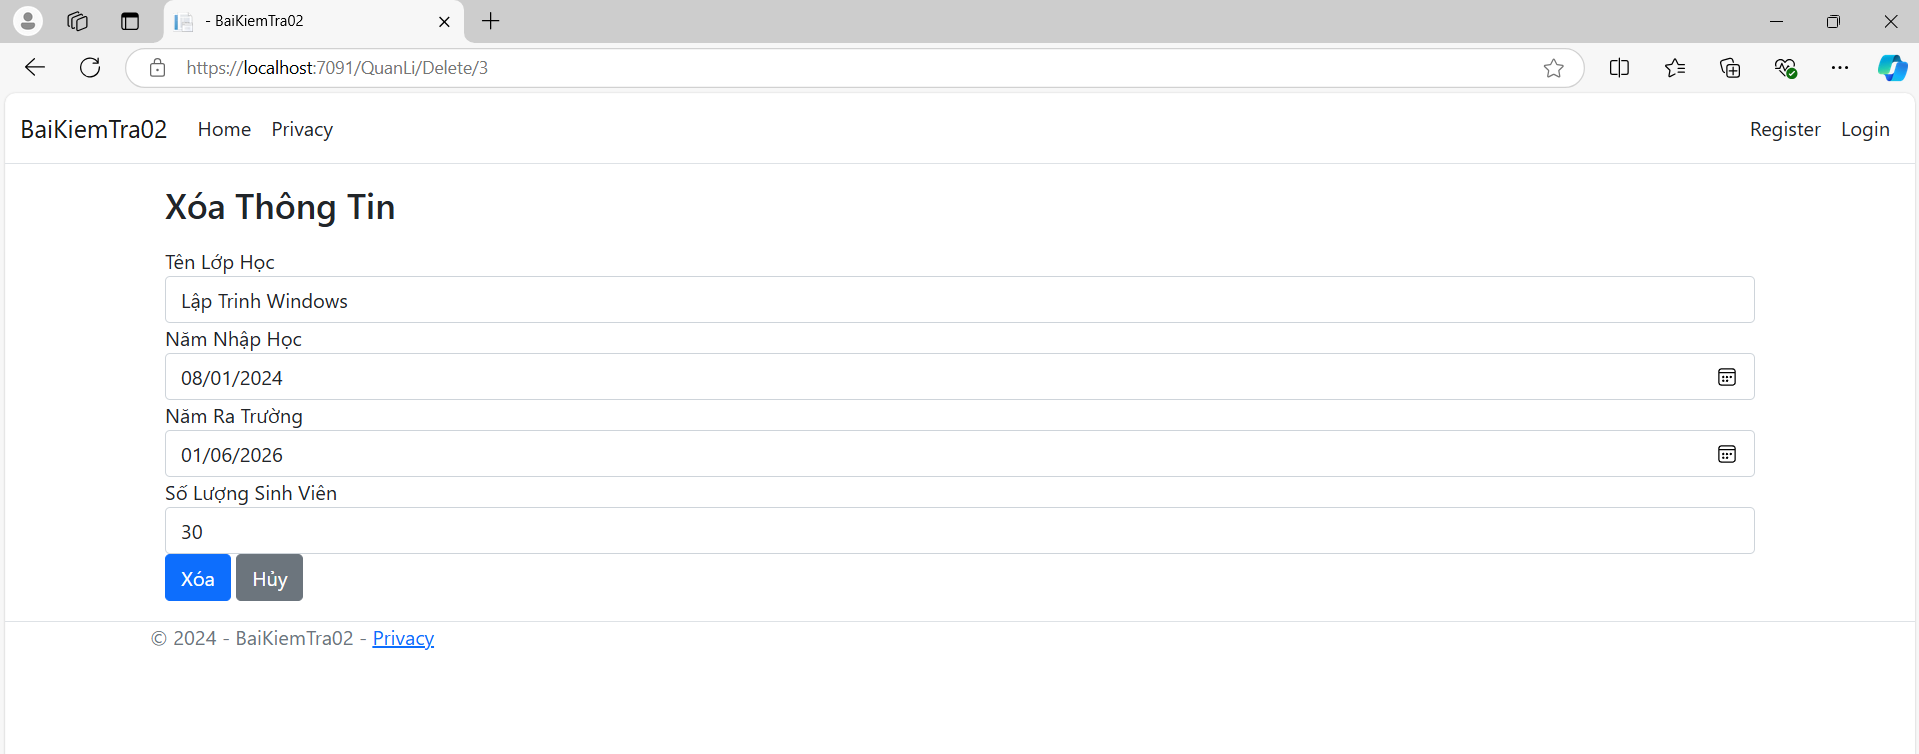 - BaiKiemTra02
https://localhost:7091/QuanLi/Delete/3
BaiKiemTra02 Home Privacy Register Login
Xóa Thông Tin
Tên Lớp Học
Lập Trinh Windows
Năm Nhập Học
08/01/2024
Năm Ra Trường
01/06/2026
Số Lượng Sinh Viên
30
Xóa Hủy
© 2024 - BaiKiemTra02 - Privacy